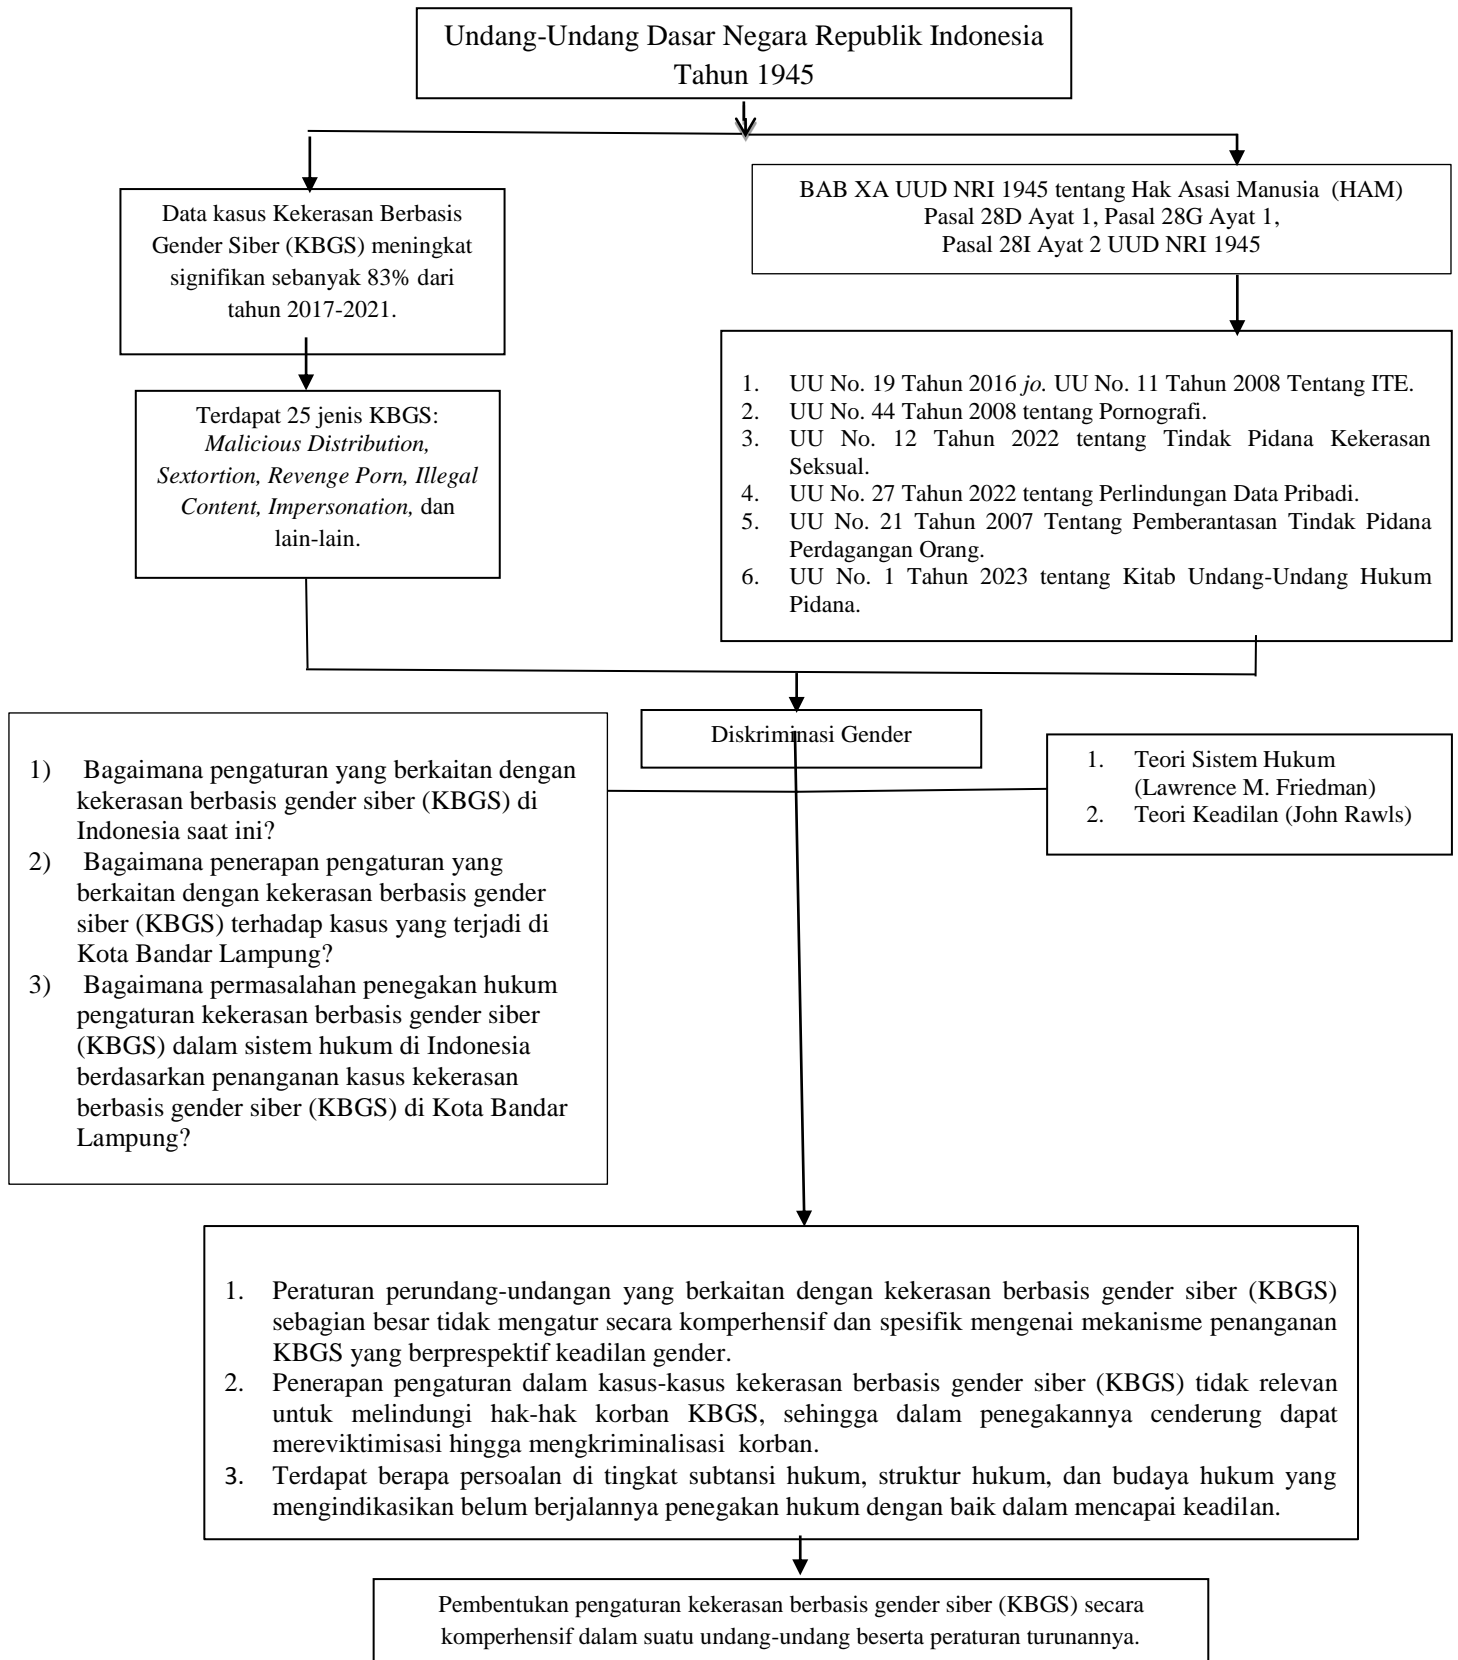 Undang-Undang Dasar Negara Republik Indonesia
Tahun 1945
Data kasus Kekerasan Berbasis
Gender Siber (KBGS) meningkat
signifikan sebanyak 83% dari
tahun 2017-2021.
BAB XA UUD NRI 1945 tentang Hak Asasi Manusia (HAM)
Pasal 28D Ayat 1, Pasal 28G Ayat 1,
Pasal 28I Ayat 2 UUD NRI 1945
Terdapat 25 jenis KBGS:
Malicious Distribution,
Sextortion, Revenge Porn, Illegal
Content, Impersonation, dan
lain-lain.
1. UU No. 19 Tahun 2016 jo. UU No. 11 Tahun 2008 Tentang ITE.
2. UU No. 44 Tahun 2008 tentang Pornografi.
3. UU No. 12 Tahun 2022 tentang Tindak Pidana Kekerasan
Seksual.
4. UU No. 27 Tahun 2022 tentang Perlindungan Data Pribadi.
5. UU No. 21 Tahun 2007 Tentang Pemberantasan Tindak Pidana
Perdagangan Orang.
6. UU No. 1 Tahun 2023 tentang Kitab Undang-Undang Hukum
Pidana.
Diskriminasi Gender
1) Bagaimana pengaturan yang berkaitan dengan
kekerasan berbasis gender siber (KBGS) di
Indonesia saat ini?
2) Bagaimana penerapan pengaturan yang
berkaitan dengan kekerasan berbasis gender
siber (KBGS) terhadap kasus yang terjadi di
Kota Bandar Lampung?
3) Bagaimana permasalahan penegakan hukum
pengaturan kekerasan berbasis gender siber
(KBGS) dalam sistem hukum di Indonesia
berdasarkan penanganan kasus kekerasan
berbasis gender siber (KBGS) di Kota Bandar
Lampung?
1. Teori Sistem Hukum
(Lawrence M. Friedman)
2. Teori Keadilan (John Rawls)
1. Peraturan perundang-undangan yang berkaitan dengan kekerasan berbasis gender siber (KBGS)
sebagian besar tidak mengatur secara komperhensif dan spesifik mengenai mekanisme penanganan
KBGS yang berprespektif keadilan gender.
2. Penerapan pengaturan dalam kasus-kasus kekerasan berbasis gender siber (KBGS) tidak relevan
untuk melindungi hak-hak korban KBGS, sehingga dalam penegakannya cenderung dapat
mereviktimisasi hingga mengkriminalisasi korban.
3. Terdapat berapa persoalan di tingkat subtansi hukum, struktur hukum, dan budaya hukum yang
mengindikasikan belum berjalannya penegakan hukum dengan baik dalam mencapai keadilan.
Pembentukan pengaturan kekerasan berbasis gender siber (KBGS) secara
komperhensif dalam suatu undang-undang beserta peraturan turunannya.